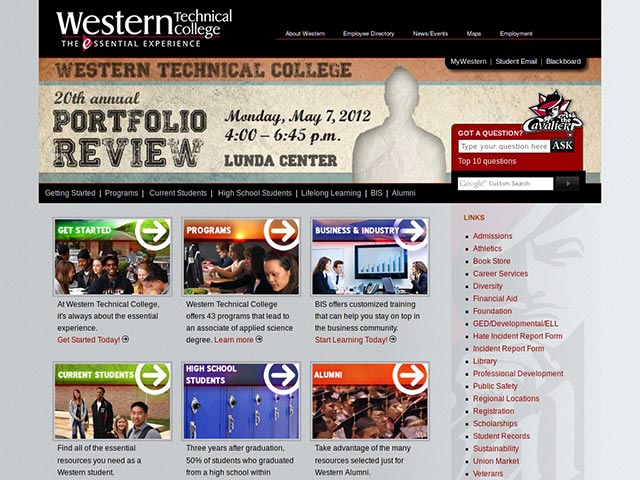 Western Technical College
THE eSSENTIAL EXPERIENCE
About Western
Employee Directory
News/Events
Maps
Employment
MyWestern | Student Email | Blackboard
WESTERN TECHNICAL COLLEGE
20th annual
PORTFOLIO
REVIEW
Monday, May 7, 2012
4:00 – 6:45 p.m.
LUNDA CENTER
Ask the
Cavalier!
GOT A QUESTION?
Type your question here
ASK
Top 10 questions
Google™ Custom Search
Getting Started | Programs | Current Students | High School Students | Lifelong Learning | BIS | Alumni
GET STARTED
At Western Technical College,
it's always about the essential
experience.
Get Started Today!
PROGRAMS
Western Technical College
offers 43 programs that lead to
an associate of applied science
degree. Learn more
BUSINESS & INDUSTRY
BIS offers customized training
that can help you stay on top in
the business community.
Start Learning Today!
CURRENT STUDENTS
Find all of the essential
resources you need as a
Western student.
HIGH SCHOOL
STUDENTS
Three years after graduation,
50% of students who graduated
from a high school within
ALUMNI
Take advantage of the many
resources selected just for
Western Alumni.
LINKS
Admissions
Athletics
Book Store
Career Services
Diversity
Financial Aid
Foundation
GED/Developmental/ELL
Hate Incident Report Form
Incident Report Form
Library
Professional Development
Public Safety
Regional Locations
Registration
Scholarships
Student Records
Sustainability
Union Market
Veterans